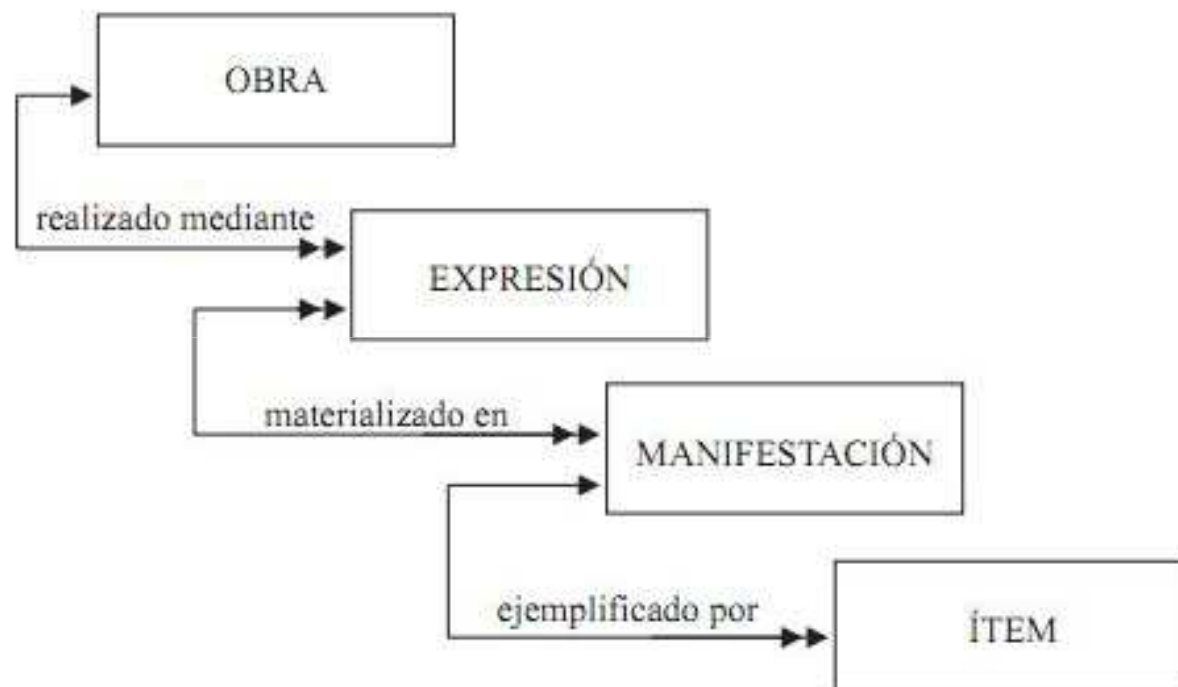 OBRA
realizado mediante
EXPRESIÓN
materializado en
MANIFESTACIÓN
ejemplificado por
ÍTEM